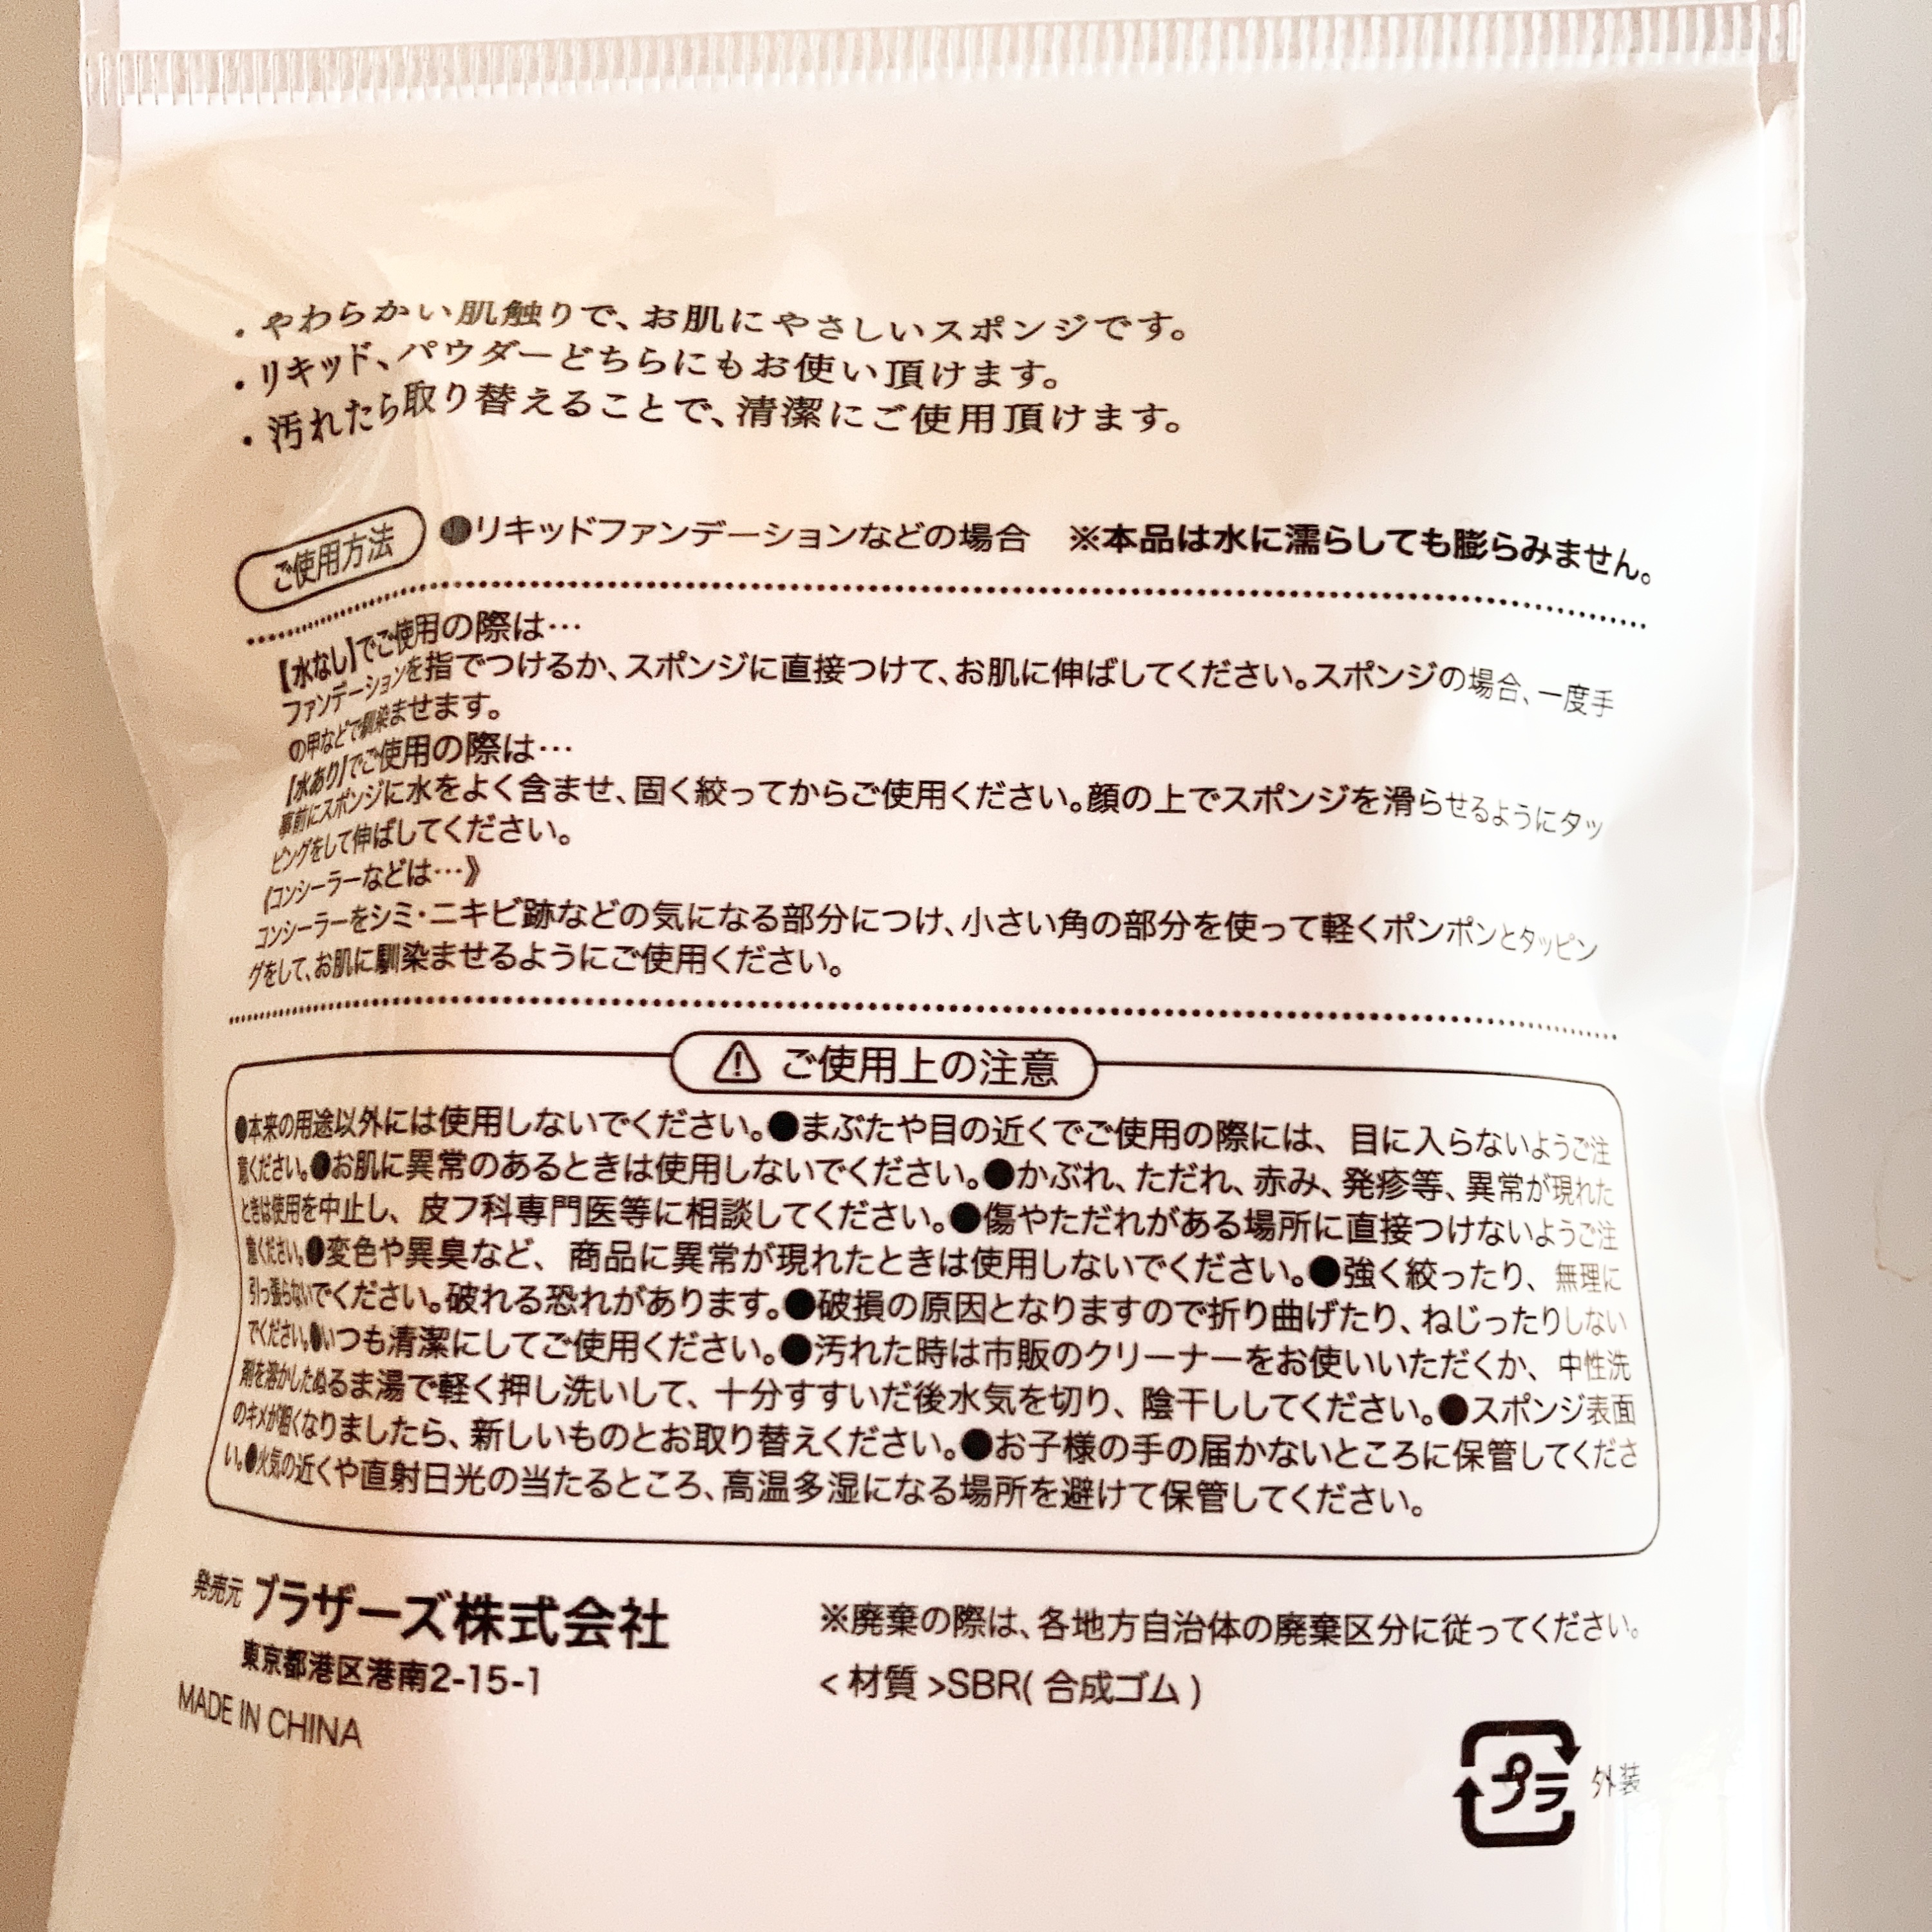 ・やわらかい肌触りで、お肌にやさしいスポンジです。
・リキッド、パウダーどちらにもお使い頂けます。
・汚れたら取り替えることで、清潔にご使用頂けます。
ご使用方法 ●リキッドファンデーションなどの場合 ※本品は水に濡らしても膨らみません。
【水なし】でご使用の際は…
ファンデーションを指でつけるか、スポンジに直接つけて、お肌に伸ばしてください。スポンジの場合、一度手
の甲などで馴染ませます。
【水あり】でご使用の際は…
事前にスポンジに水をよく含ませ、固く絞ってからご使用ください。顔の上でスポンジを滑らせるようにタッ
ピングをして伸ばしてください。
《コンシーラーなどは…》
コンシーラーをシミ・ニキビ跡などの気になる部分につけ、小さい角の部分を使って軽くポンポンとタッピン
グをして、お肌に馴染ませるようにご使用ください。
⚠ ご使用上の注意
●本来の用途以外には使用しないでください。●まぶたや目の近くでご使用の際には、目に入らないようご注
意ください。●お肌に異常のあるときは使用しないでください。●かぶれ、ただれ、赤み、発疹等、異常が現れた
ときは使用を中止し、皮フ科専門医等に相談してください。●傷やただれがある場所に直接つけないようご注
意ください。●変色や異臭など、商品に異常が現れたときは使用しないでください。●強く絞ったり、無理に
引っ張らないでください。破れる恐れがあります。●破損の原因となりますので折り曲げたり、ねじったりしない
でください。●いつも清潔にしてご使用ください。●汚れた時は市販のクリーナーをお使いいただくか、中性洗
剤を溶かしたぬるま湯で軽く押し洗いして、十分すすいだ後水気を切り、陰干ししてください。●スポンジ表面
のキメが粗くなりましたら、新しいものとお取り替えください。●お子様の手の届かないところに保管してくださ
い。●火気の近くや直射日光の当たるところ、高温多湿になる場所を避けて保管してください。
発売元 ブラザーズ株式会社
東京都港区港南2-15-1
MADE IN CHINA
※廃棄の際は、各地方自治体の廃棄区分に従ってください。
<材質>SBR(合成ゴム)
プラ 外装